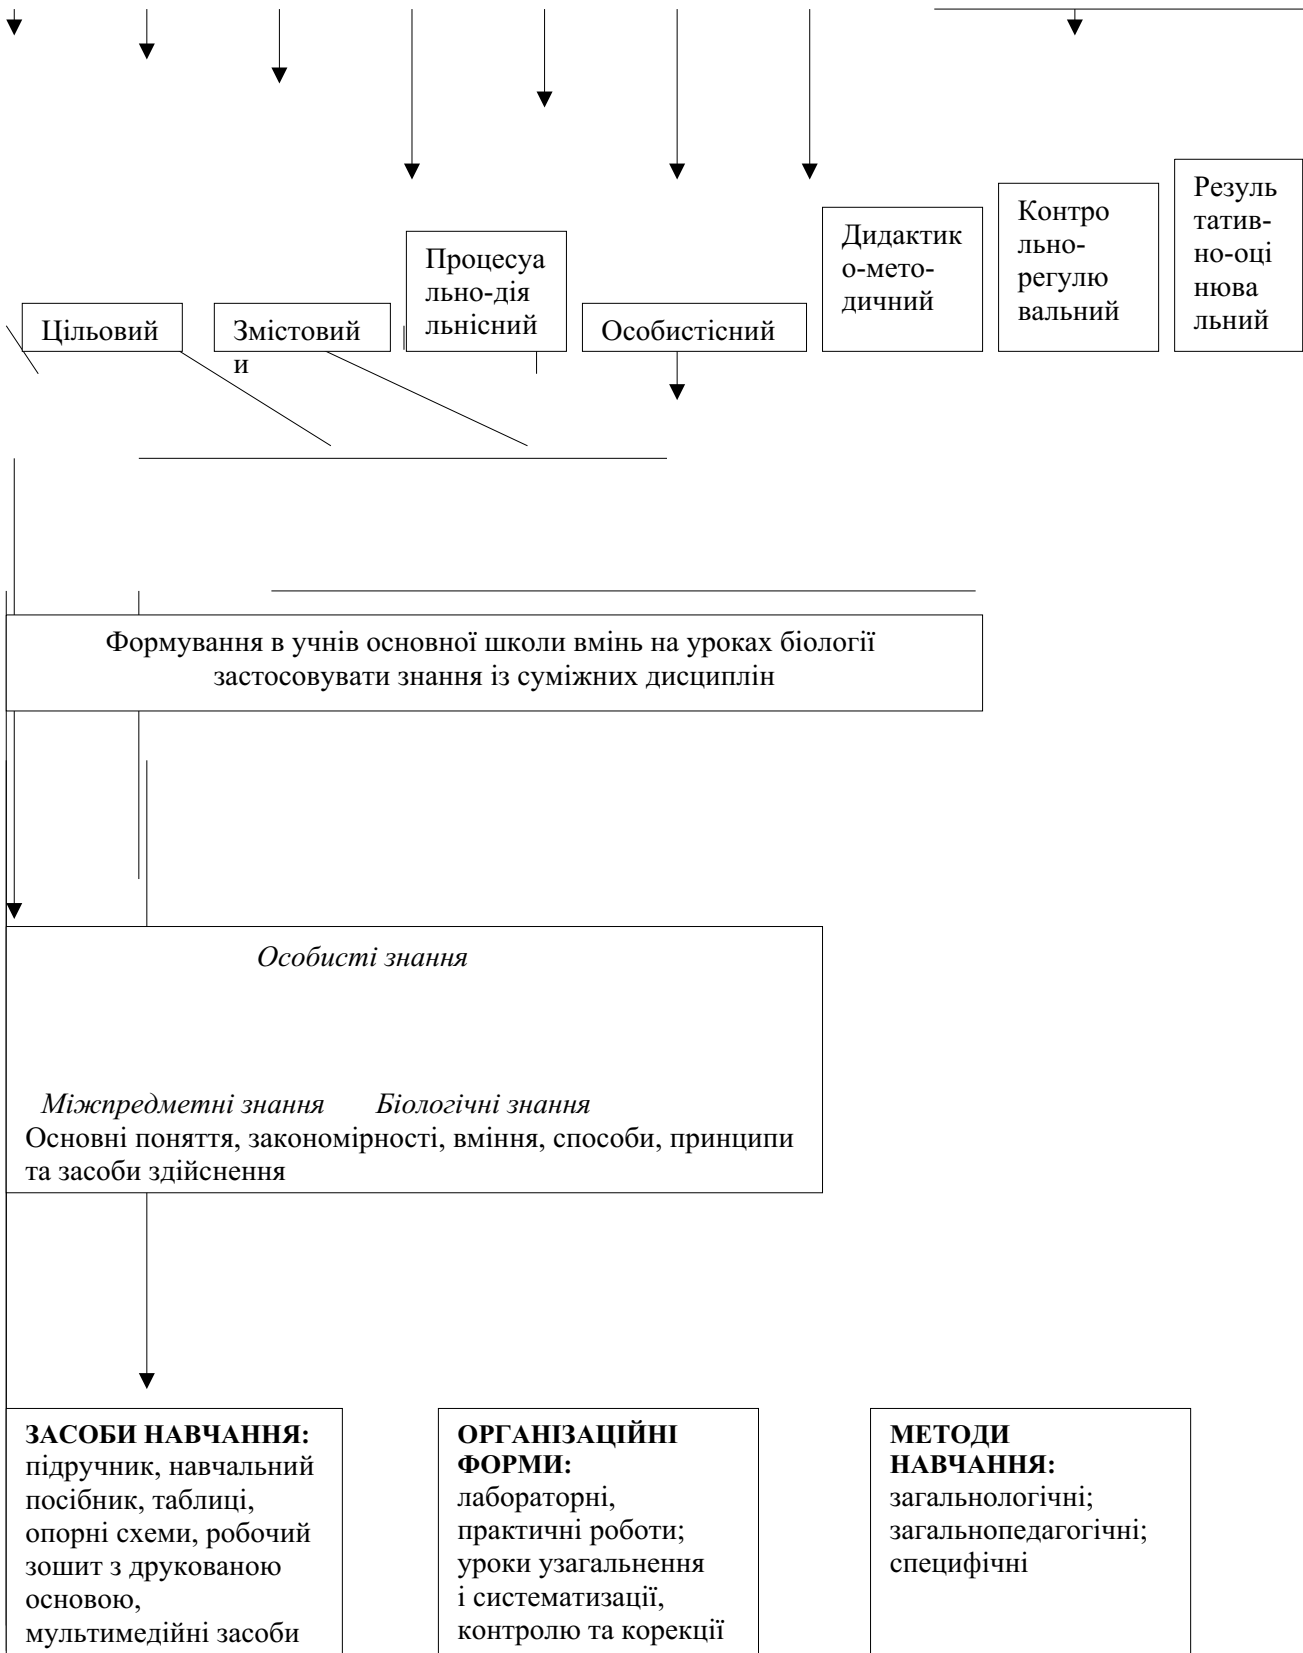 Цільовий
Змістовий
и
Процесуа
льно-дія
льнісний
Особистісний
Дидактик
о-мето-
дичний
Контро
льно-
регулю
вальний
Резуль
татив-
но-оці
нюва
льний
Формування в учнів основної школи вмінь на уроках біології
застосовувати знання із суміжних дисциплін
Особисті знання
Міжпредметні знання Біологічні знання
Основні поняття, закономірності, вміння, способи, принципи
та засоби здійснення
ЗАСОБИ НАВЧАННЯ:
підручник, навчальний
посібник, таблиці,
опорні схеми, робочий
зошит з друкованою
основою,
мультимедійні засоби
ОРГАНІЗАЦІЙНІ
ФОРМИ:
лабораторні,
практичні роботи;
уроки узагальнення
і систематизації,
контролю та корекції
МЕТОДИ
НАВЧАННЯ:
загальнологічні;
загальнопедагогічні;
специфічні